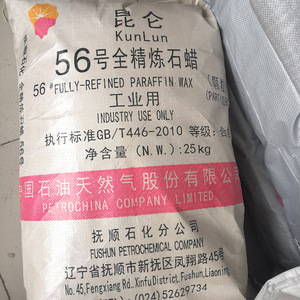 昆仑
KunLun
56号全精炼石蜡
(颗粒
56 #FULLY-REFINED PARAFFIN WAX
工业用
INDUSTRY USE ONLY
执行标准GB/T446-2010 等级:合
净含量(N.W.):25kg
中国石油天然气股份有限公司
PETROCHINA COMPANY LIMITED
抚顺石化分公司
FUSHUN PETROCHEMICAL COMPANY
辽宁省抚顺市新抚区凤翔路45号
No.45,Fengxiang Rd.,Xinfu District,Fushun,Liaoning
(024)52629734